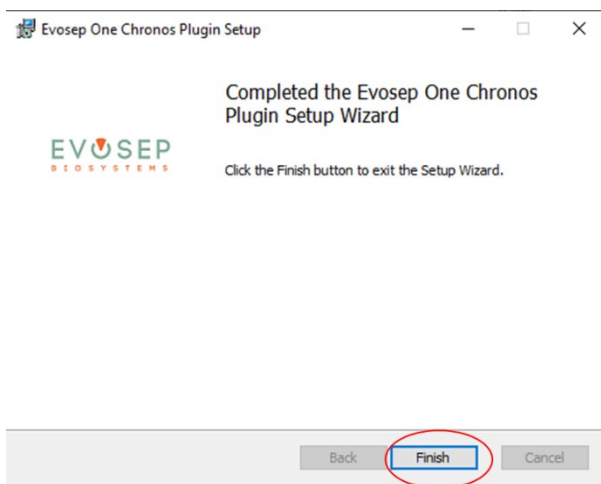 Evosep One Chronos Plugin Setup
Completed the Evosep One Chronos
Plugin Setup Wizard
EVOSEP
BIOSYSTEMS
Click the Finish button to exit the Setup Wizard.
Back Finish Cancel